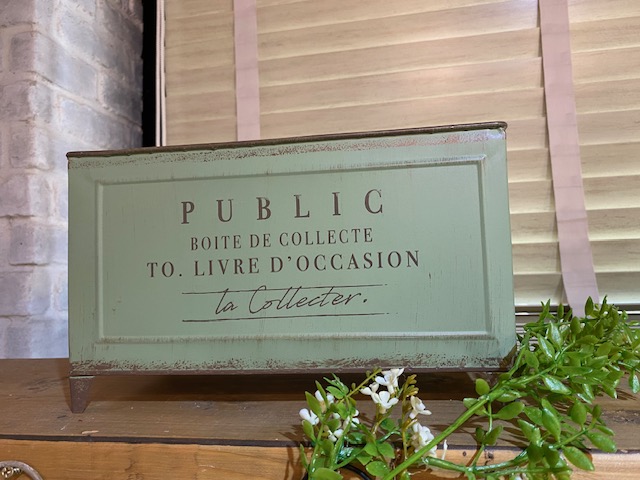 PUBLIC
BOITE DE COLLECTE
TO. LIVRE D'OCCASION
la Collecter.